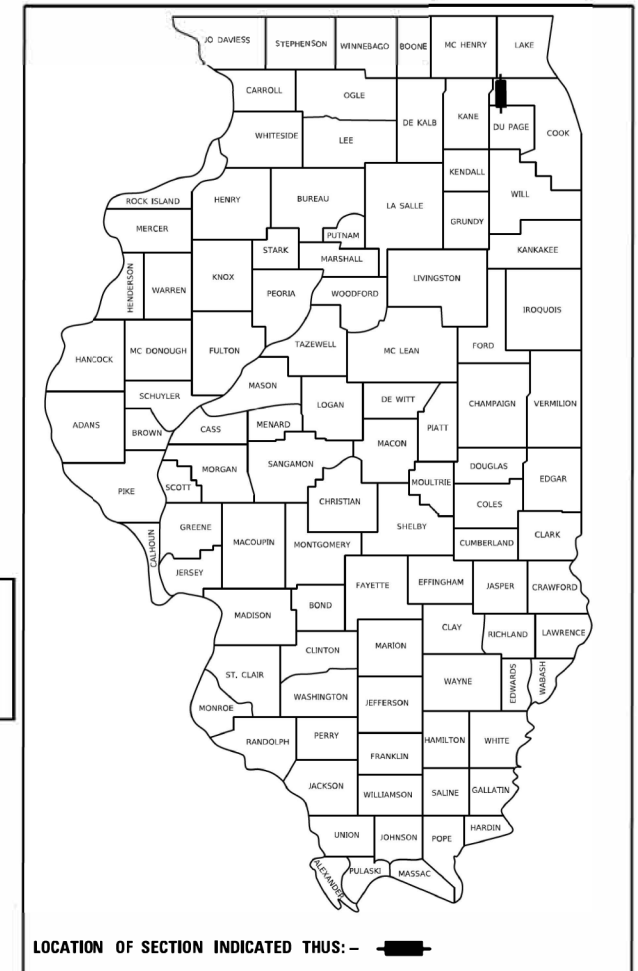 JO DAVIESS STEPHENSON WINNEBAGO BOONE MC HENRY LAKE
CARROLL OGLE DE KALB KANE DU PAGE COOK
WHITESIDE LEE
KENDALL
ROCK ISLAND HENRY BUREAU LA SALLE GRUNDY WILL
MERCER PUTNAM
STARK MARSHALL KANKAKEE
HENDERSON WARREN KNOX PEORIA WOODFORD LIVINGSTON
IROQUOIS
HANCOCK MC DONOUGH FULTON TAZEWELL MC LEAN FORD
MASON
SCHUYLER LOGAN DE WITT CHAMPAIGN VERMILION
ADANS BROWN CASS MENARD MACON PIATT
MORGAN SANGAMON DOUGLAS
PIKE SCOTT CHRISTIAN MOULTRIE COLES EDGAR
GREENE MACOUPIN MONTGOMERY SHELBY
CALHOUN CUMBERLAND CLARK
JERSEY FAYETTE EFFINGHAM JASPER CRAWFORD
MADISON BOND
CLINTON MARION CLAY RICHLAND LAWRENCE
ST. CLAIR WAYNE EDWARDS WABASH
MONROE WASHINGTON JEFFERSON
RANDOLPH PERRY HAMILTON WHITE
FRANKLIN
JACKSON WILLIAMSON SALINE GALLATIN
UNION JOHNSON POPE HARDIN
ALEXANDER PULASKI MASSAC
LOCATION OF SECTION INDICATED THUS: –